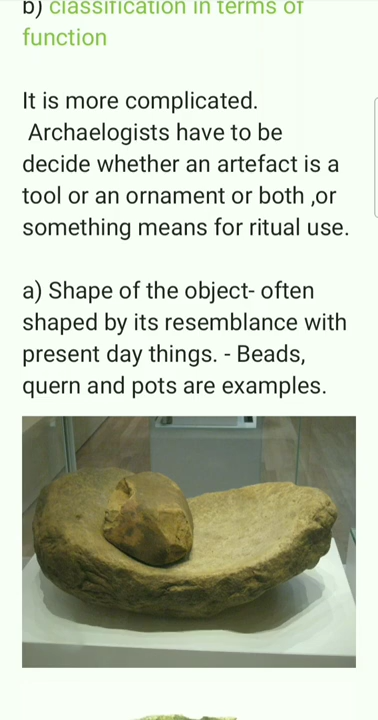 b) classification in terms of
function
It is more complicated.
Archaelogists have to be
decide whether an artefact is a
tool or an ornament or both ,or
something means for ritual use.
a) Shape of the object- often
shaped by its resemblance with
present day things. - Beads,
quern and pots are examples.